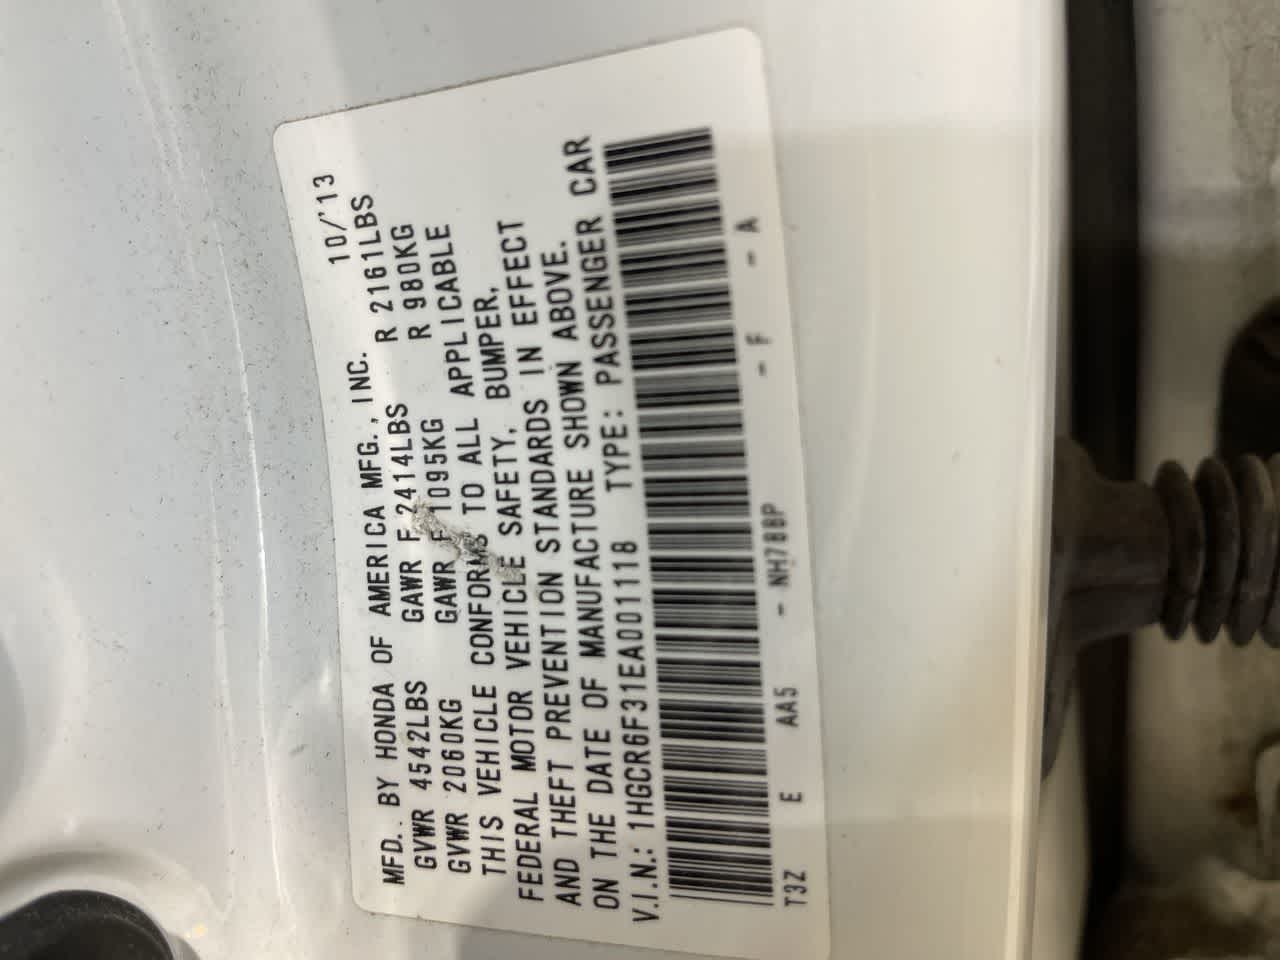 MFD. BY HONDA OF AMERICA MFG., INC. 10/'13
GVWR 4542LBS GAWR F 2414LBS R 2161LBS
GVWR 2060KG GAWR F 1095KG R 980KG
THIS VEHICLE CONFORMS TO ALL APPLICABLE
FEDERAL MOTOR VEHICLE SAFETY, BUMPER,
AND THEFT PREVENTION STANDARDS IN EFFECT
ON THE DATE OF MANUFACTURE SHOWN ABOVE.
V.I.N.: 1HGCR6F31EA001118 TYPE: PASSENGER CAR
T3Z E AA5 - NH788P - F - A